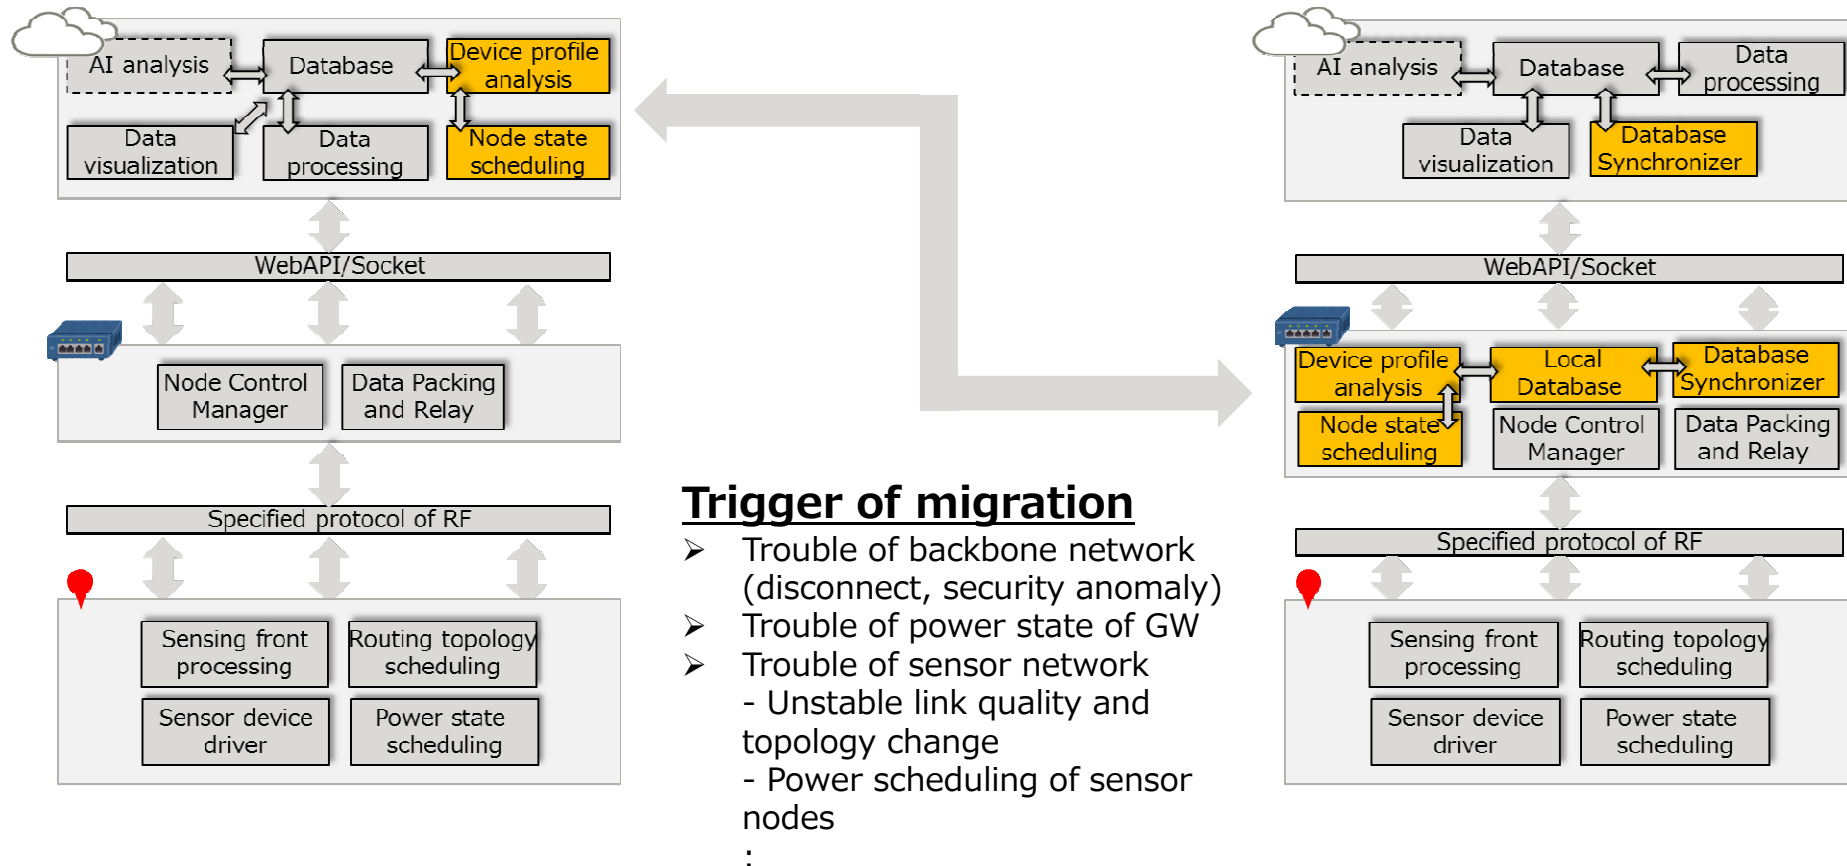 AI analysis
Database
Device profile
analysis
Data
visualization
Data
processing
Node state
scheduling
WebAPI/Socket
Node Control
Manager
Data Packing
and Relay
Specified protocol of RF
Sensing front
processing
Routing topology
scheduling
Sensor device
driver
Power state
scheduling
Trigger of migration
➢ Trouble of backbone network
(disconnect, security anomaly)
➢ Trouble of power state of GW
➢ Trouble of sensor network
- Unstable link quality and
topology change
- Power scheduling of sensor
nodes
:
AI analysis
Database
Data
processing
Data
visualization
Database
Synchronizer
WebAPI/Socket
Device profile
analysis
Local
Database
Database
Synchronizer
Node state
scheduling
Node Control
Manager
Data Packing
and Relay
Specified protocol of RF
Sensing front
processing
Routing topology
scheduling
Sensor device
driver
Power state
scheduling